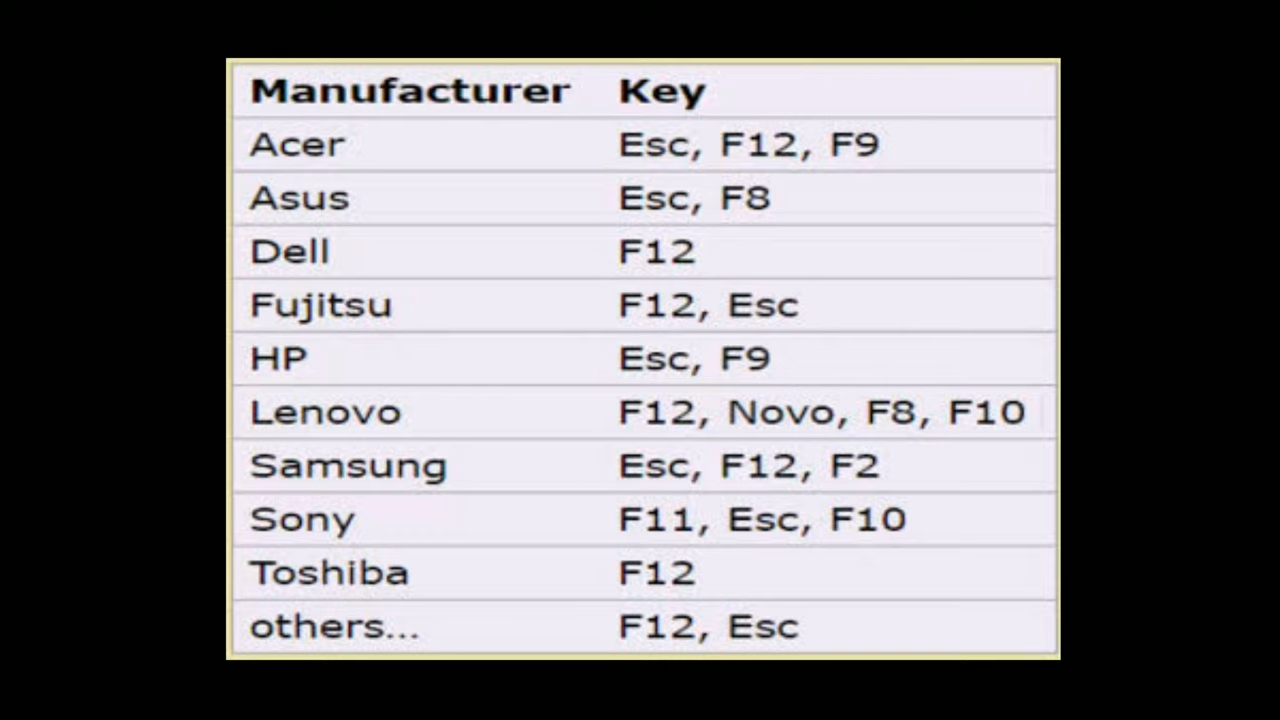 Manufacturer Key
Acer Esc, F12, F9
Asus Esc, F8
Dell F12
Fujitsu F12, Esc
HP Esc, F9
Lenovo F12, Novo, F8, F10
Samsung Esc, F12, F2
Sony F11, Esc, F10
Toshiba F12
others... F12, Esc